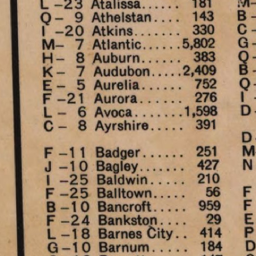 L-23 Atalissa..... 181
Q- 9 Athelstan.... 143
I-20 Atkins....... 330
M- 7 Atlantic.....5,802
H- 8 Auburn...... 383
K- 7 Audubon.....2,409
E- 5 Aurelia...... 752
F-21 Aurora....... 276
L- 6 Avoca.......1,598
C- 8 Ayrshire..... 391
F-11 Badger...... 251
J-10 Bagley....... 427
I-25 Baldwin..... 210
F-25 Balltown..... 56
B-10 Bancroft.... 959
F-24 Bankston.... 29
L-18 Barnes City.. 414
G-10 Barnum..... 184